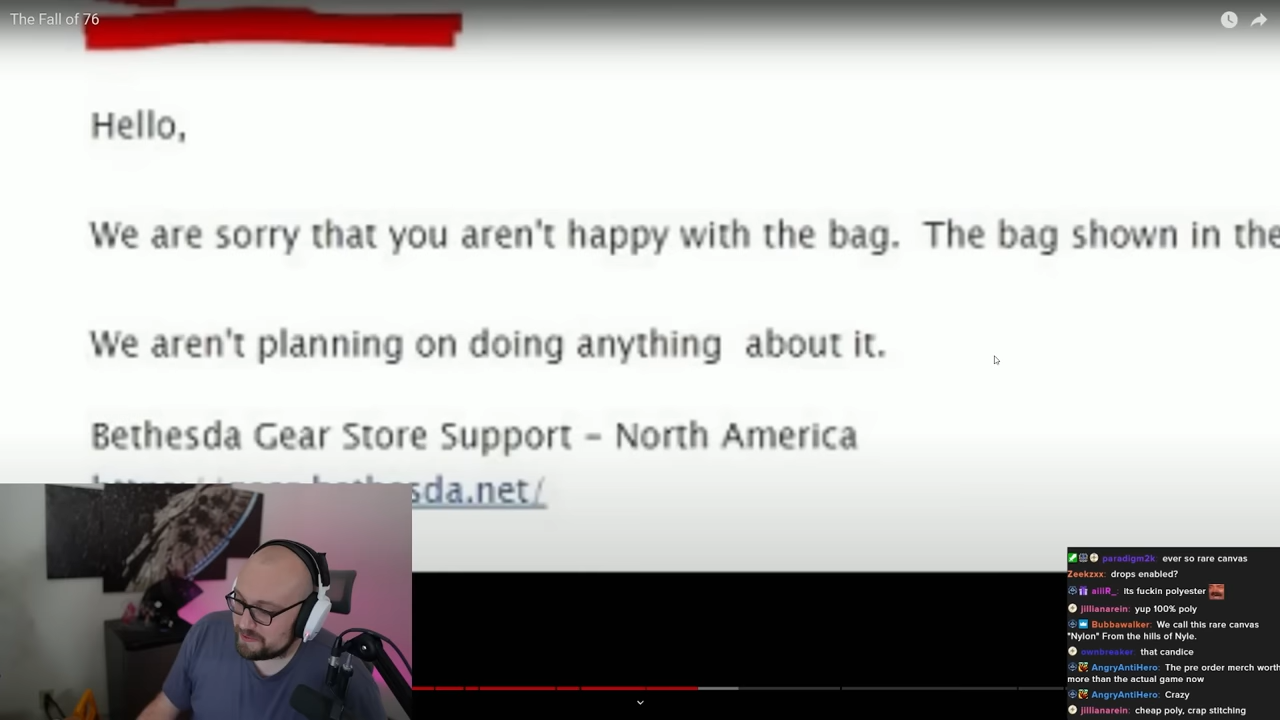 The Fall of 76
Hello,
We are sorry that you aren't happy with the bag.  The bag shown in the
We aren't planning on doing anything  about it.
Bethesda Gear Store Support – North America
sda.net/
paradigm2k: ever so rare canvas
Zeekzxx: drops enabled?
aiiiR_: its fuckin polyester
jillianarein: yup 100% poly
Bubbawalker: We call this rare canvas
"Nylon" From the hills of Nyle.
ownbreaker: that candice
AngryAntiHero: The pre order merch worth
more than the actual game now
AngryAntiHero: Crazy
jillianarein: cheap poly, crap stitching